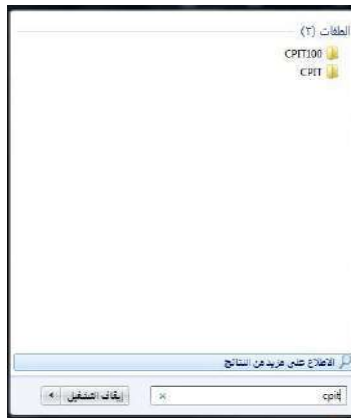 الملفات (٢)
CPIT100
CPIT
الاطلاع على مزيد من النتائج
cpit
إيقاف التشغيل